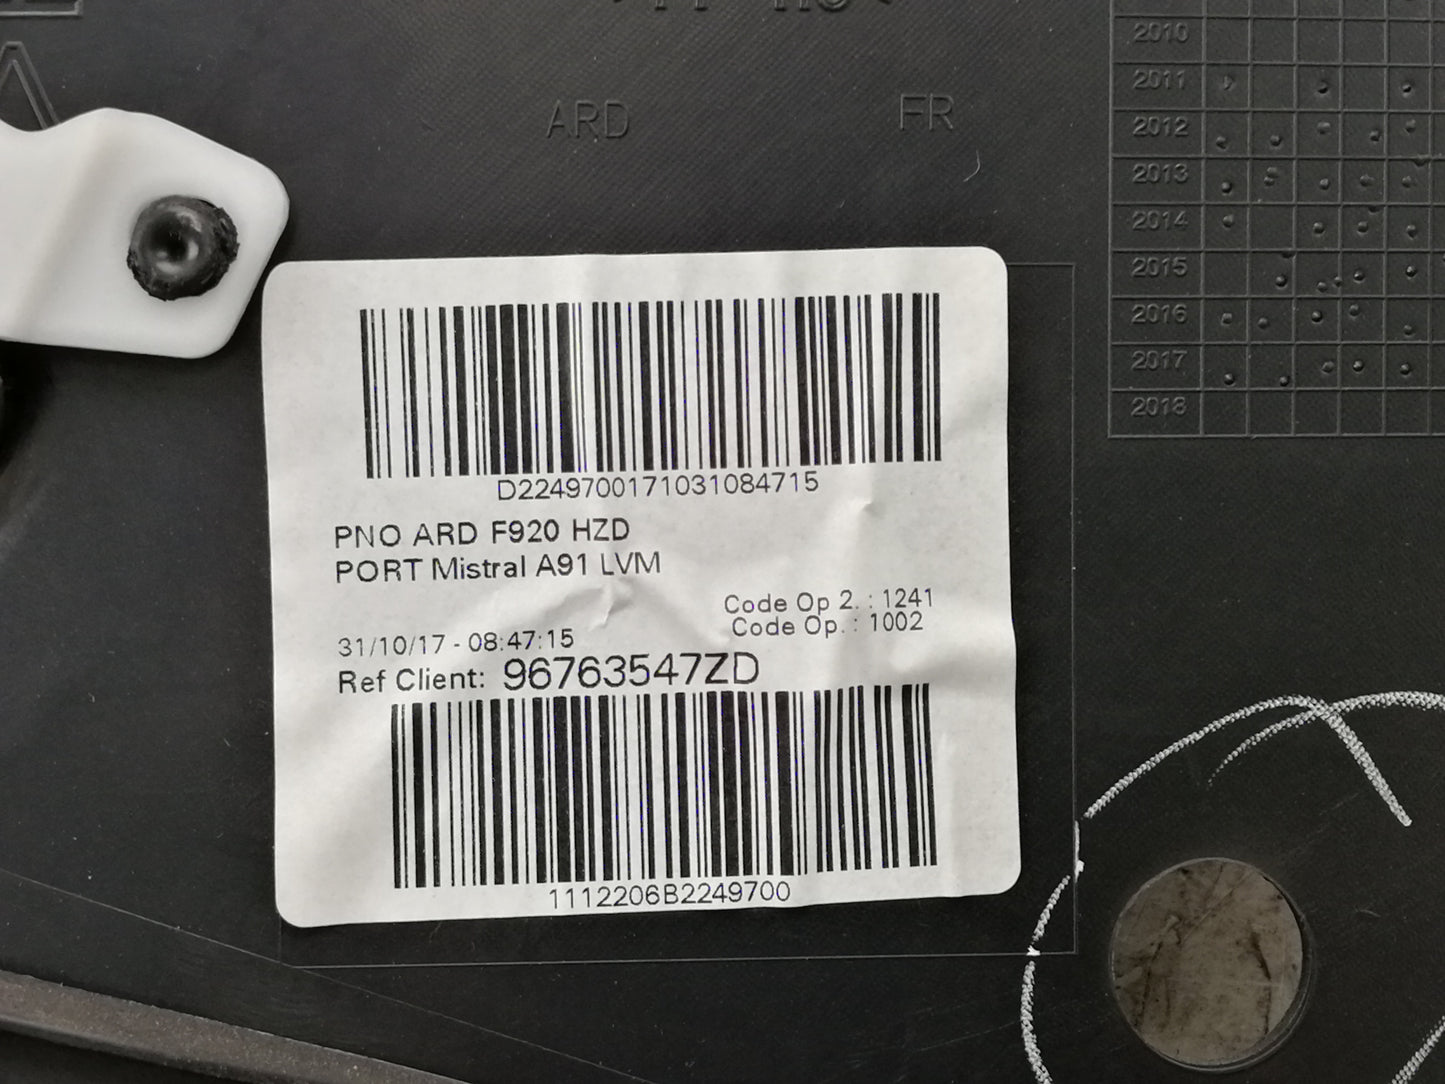 ARD
FR
2010
2011
2012
2013
2014
2015
2016
2017
2018
D2249700171031084715
PNO ARD F920 HZD
PORT Mistral A91 LVM
Code Op 2. : 1241
Code Op. : 1002
31/10/17 - 08:47:15
Ref Client: 96763547ZD
1112206B2249700